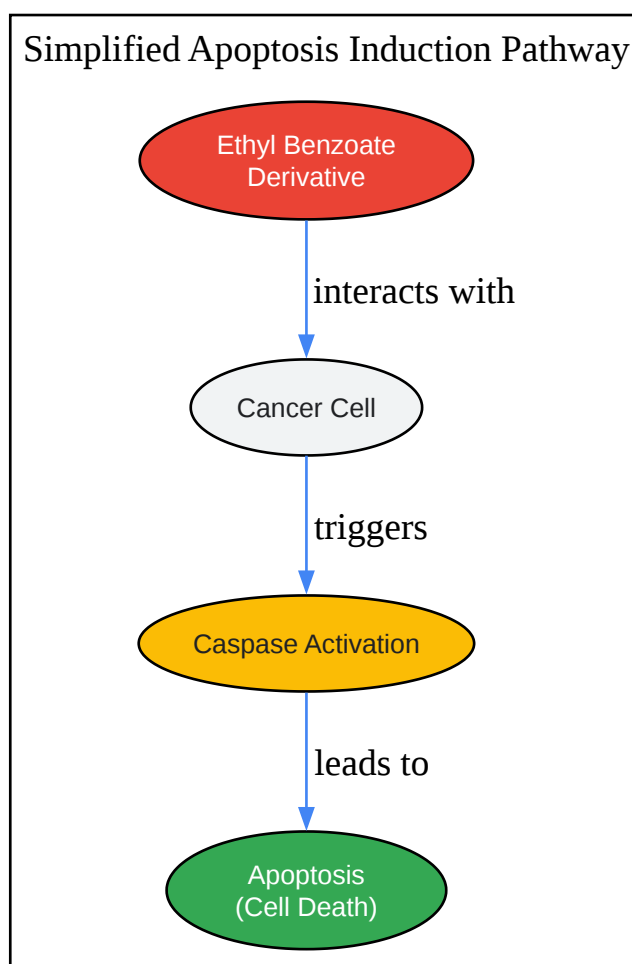 Simplified Apoptosis Induction Pathway
Ethyl Benzoate
Derivative
interacts with
Cancer Cell
triggers
Caspase Activation
leads to
Apoptosis
(Cell Death)